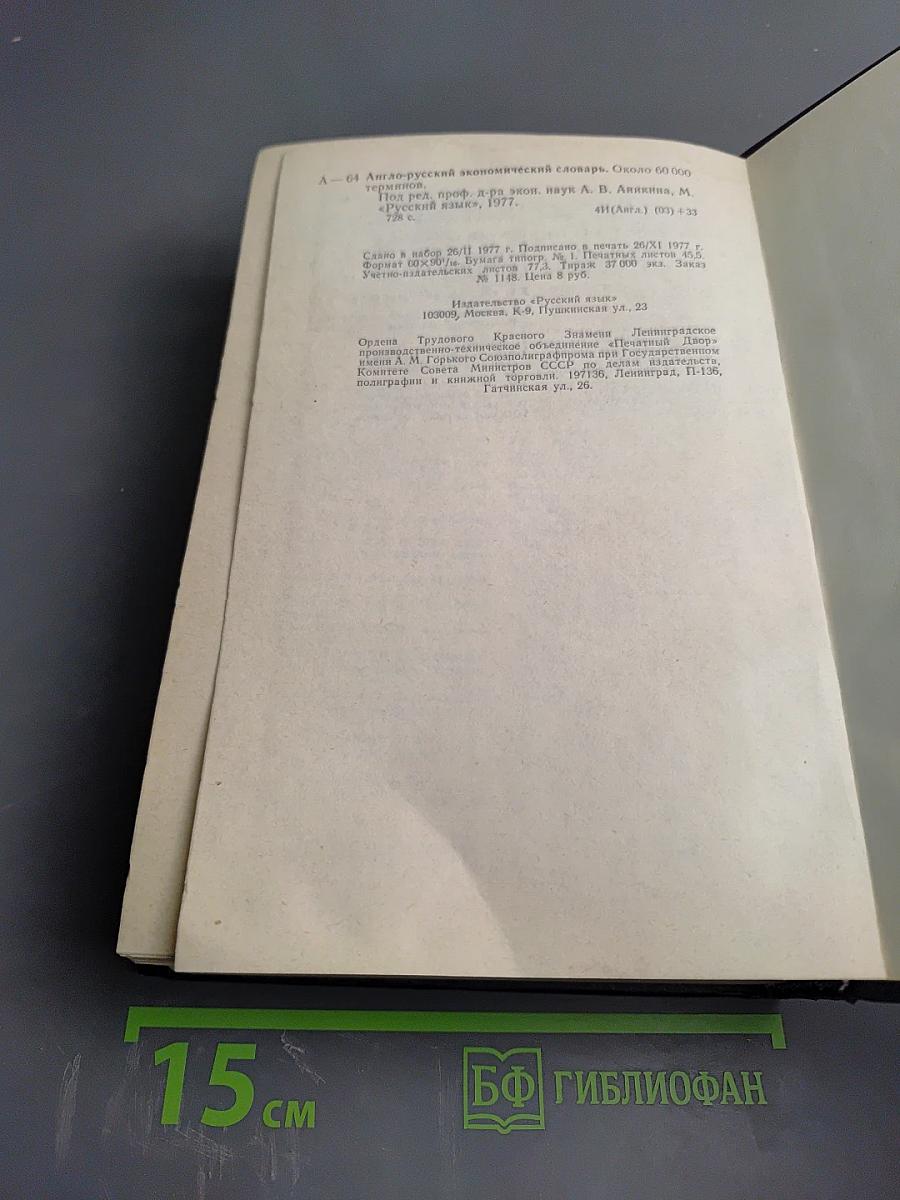 А — 64 Англо-русский экономический словарь. Около 60 000
терминов.
Под ред. проф. д-ра экон. наук А. В. Аникина, М.
«Русский язык», 1977.
728 с.
4И(Англ.) (03)+33
Сдано в набор 26/II 1977 г. Подписано в печать 26/XI 1977 г.
Формат 60×90¹/₁₆. Бумага типогр. № 1. Печатных листов 45,5.
Учетно-издательских листов 77,3. Тираж 37 000 экз. Заказ
№ 1148. Цена 8 руб.
Издательство «Русский язык»
103009, Москва, К-9, Пушкинская ул., 23
Ордена Трудового Красного Знамени Ленинградское
производственно-техническое объединение «Печатный Двор»
имени А. М. Горького Союзполиграфпрома при Государственном
Комитете Совета Министров СССР по делам издательств,
полиграфии и книжной торговли. 197136, Ленинград, П-136,
Гатчинская ул., 26.
15 см
БФ ГИБЛИОФАН